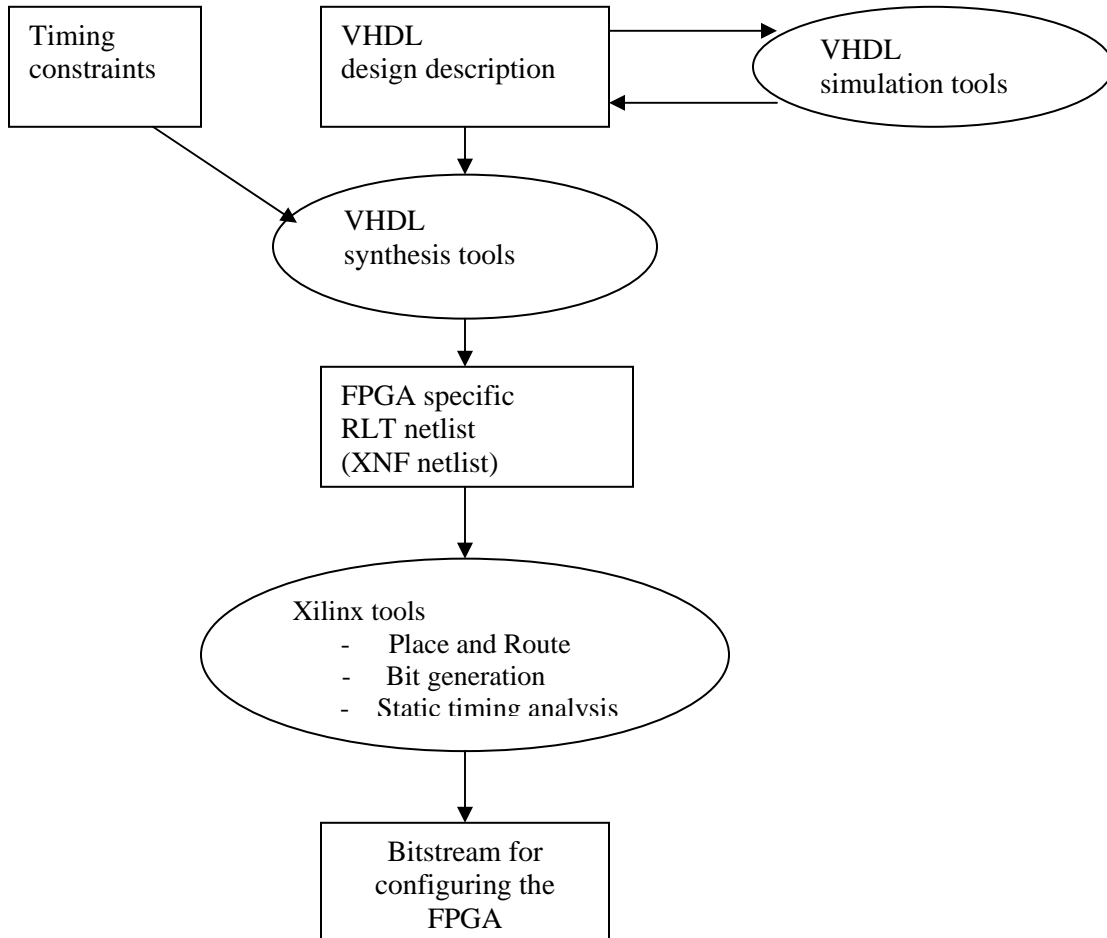 Timing
constraints
VHDL
design description
VHDL
simulation tools
VHDL
synthesis tools
FPGA specific
RLT netlist
(XNF netlist)
Xilinx tools
- Place and Route
- Bit generation
- Static timing analysis
Bitstream for
configuring the
FPGA